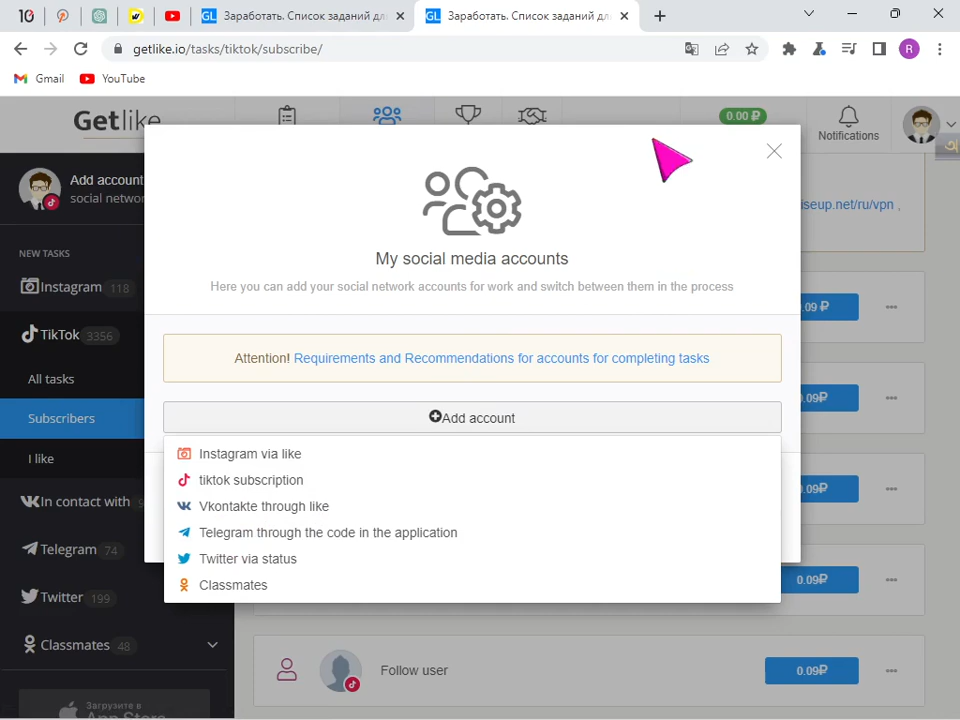 Заработать. Список заданий дл
Заработать. Список заданий дл
getlike.io/tasks/tiktok/subscribe/
R
Gmail
YouTube
Getlike
0.00 ₽
Notifications
Add account
social network
iseup.net/ru/vpn ,
My social media accounts
Here you can add your social network accounts for work and switch between them in the process
NEW TASKS
Instagram 118
.09 ₽
TikTok 3356
Attention! Requirements and Recommendations for accounts for completing tasks
All tasks
0.09₽
Subscribers
Add account
I like
Instagram via like
tiktok subscription
0.09₽
In contact with
Vkontakte through like
Telegram through the code in the application
Telegram 74
Twitter via status
Classmates
0.09₽
Twitter 199
Classmates 48
Follow user
0.09₽
Загрузите в
App Store